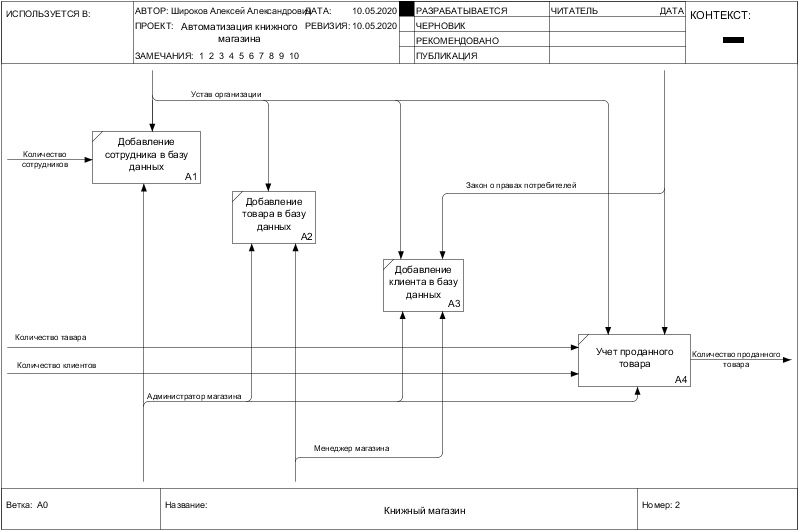 ИСПОЛЬЗУЕТСЯ В:
АВТОР: Широков Алексей Александрович
ДАТА: 10.05.2020
ПРОЕКТ: Автоматизация книжного
магазина
РЕВИЗИЯ: 10.05.2020
ЗАМЕЧАНИЯ: 1 2 3 4 5 6 7 8 9 10
РАЗРАБАТЫВАЕТСЯ
ЧЕРНОВИК
РЕКОМЕНДОВАНО
ПУБЛИКАЦИЯ
ЧИТАТЕЛЬ
ДАТА
КОНТЕКСТ:
Устав организации
Добавление
сотрудника в базу
данных
A1
Количество
сотрудников
Добавление
товара в базу
данных
A2
Закон о правах потребителей
Добавление
клиента в базу
данных
A3
Количество тавара
Количество клиентов
Учет проданного
товара
A4
Количество проданного
товара
Администратор магазина
Менеджер магазина
Ветка: A0
Название:
Книжный магазин
Номер: 2